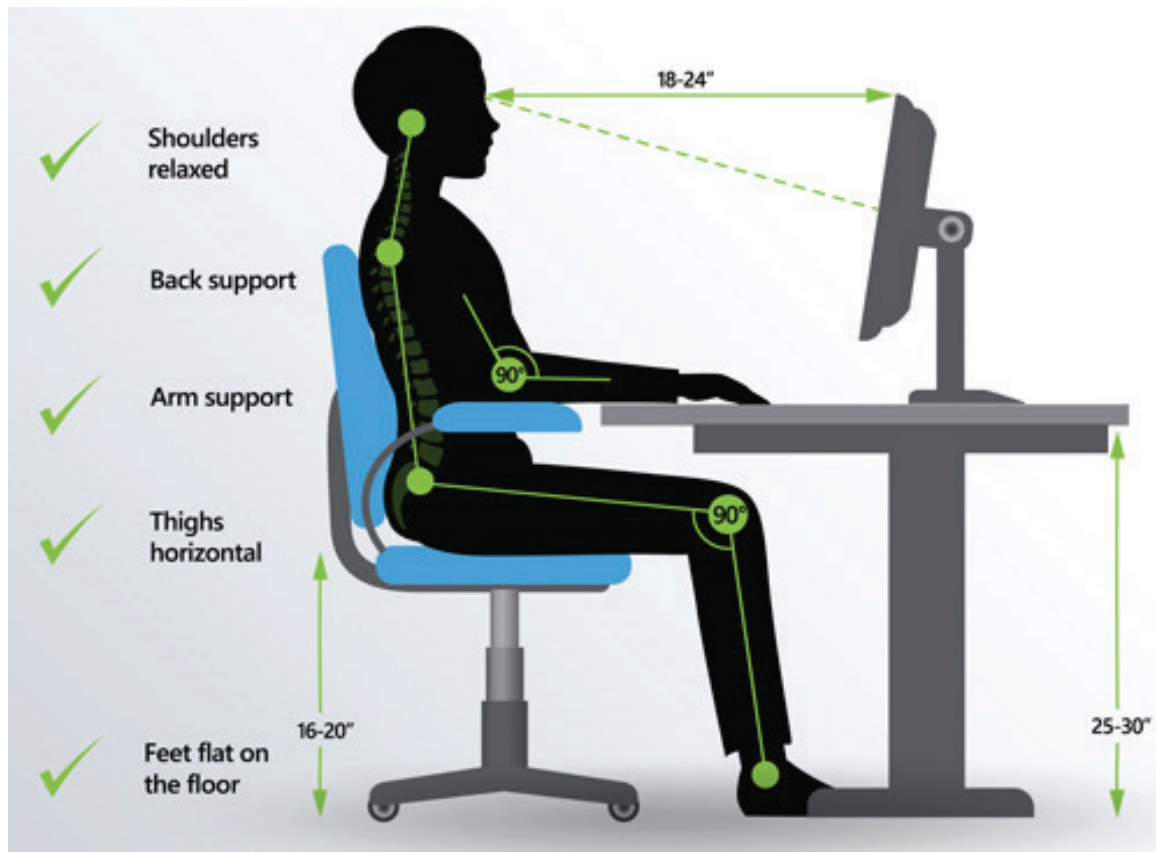 18-24”
Shoulders
relaxed
Back support
90°
Arm support
90°
Thighs
horizontal
16-20”
25-30”
Feet flat on
the floor